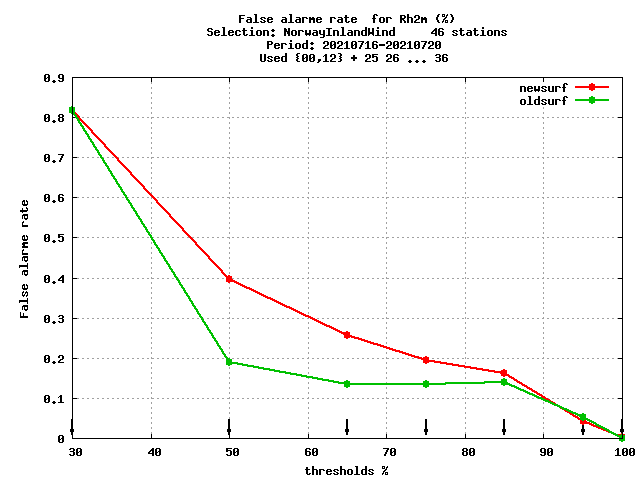 False alarme rate  for Rh2m (%)
Selection: NorwayInlandWind     46 stations
Period: 20210716-20210720
Used {00,12} + 25 26 ... 36
newsurf
oldsurf
0.9
0.8
0.7
0.6
0.5
0.4
0.3
0.2
0.1
0
False alarme rate
30 40 50 60 70 80 90 100
thresholds %